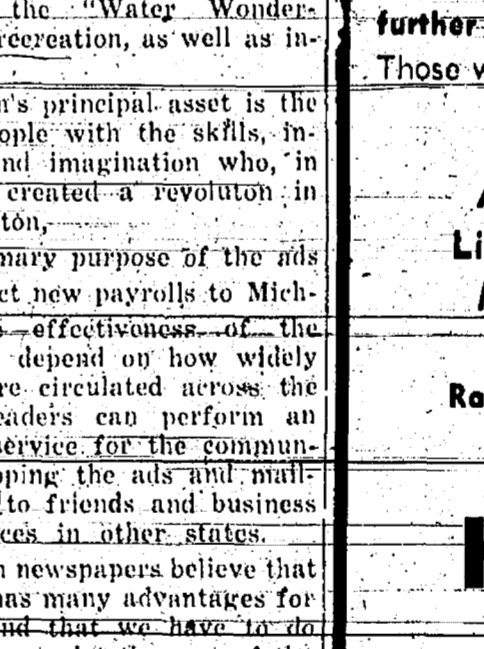 the "Water Wonder-
recreation, as well as in-
n's principal asset is the
ople with the skills, in-
nd imagination who, in
created a revoluton in
ton,
mary purpose of the ads
ct new payrolls to Mich-
effectiveness of the
depend on how widely
re circulated across the
eaders can perform an
service for the commun-
pping the ads and mail-
to friends and business
ces in other states.
n newspapers believe that
has many advantages for
nd that we have to do
further
Those w
Li
Ro